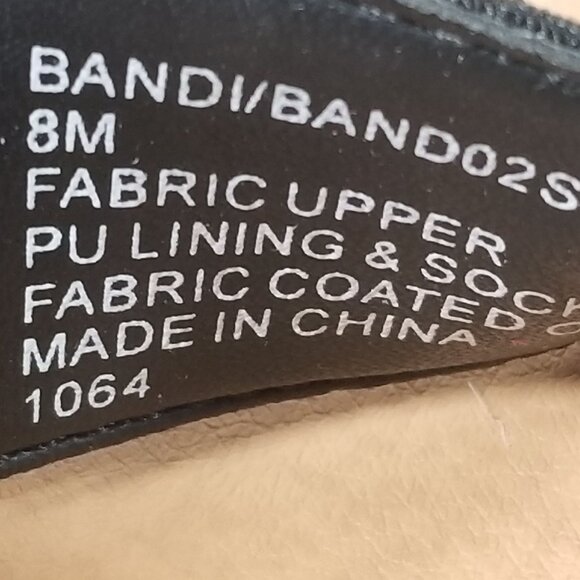 BANDI/BAND02S
8M
FABRIC UPPER
PU LINING & SOCK
FABRIC COATED
MADE IN CHINA
1064